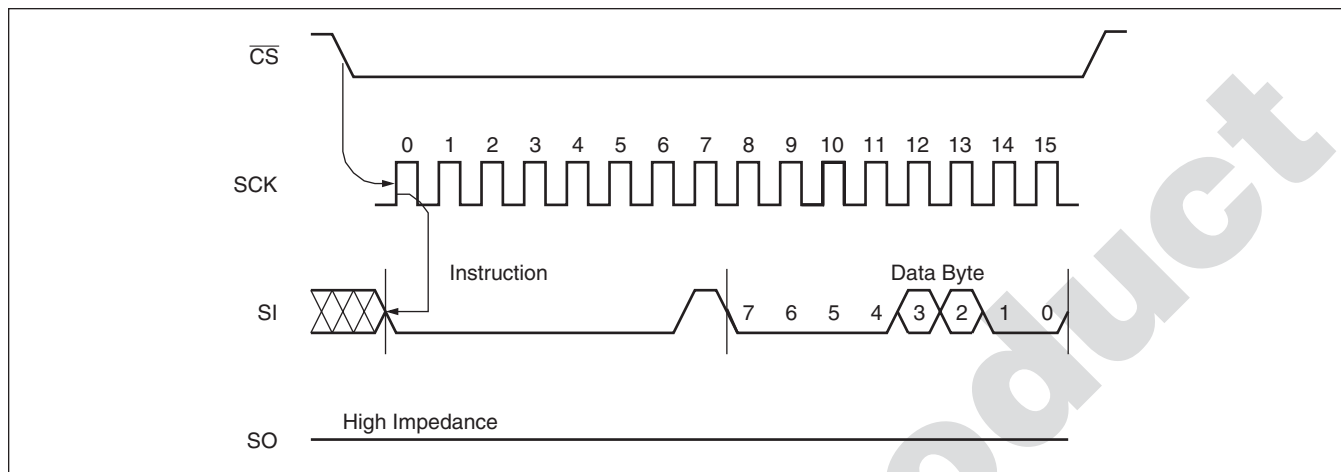 C̅S̅
0 1 2 3 4 5 6 7 8 9 10 11 12 13 14 15
SCK
Instruction Data Byte
SI 7 6 5 4 3 2 1 0
High Impedance
SO
oduct